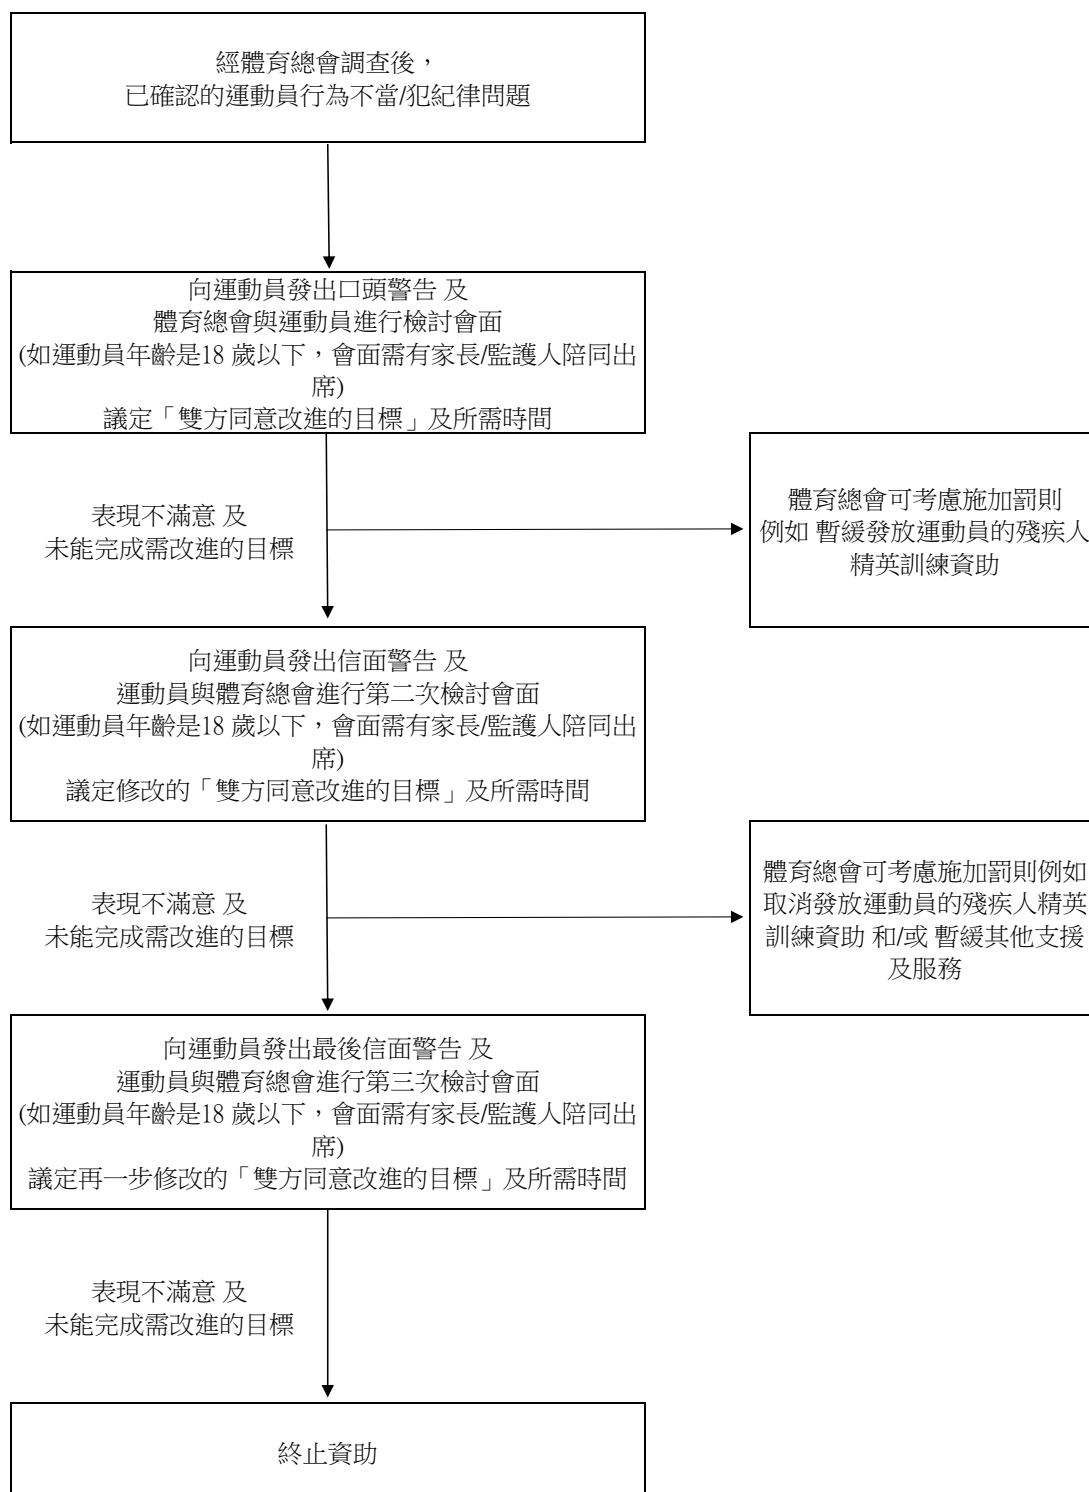 經體育總會調查後，
已確認的運動員行為不當/犯紀律問題
向運動員發出口頭警告 及
體育總會與運動員進行檢討會面
(如運動員年齡是18 歲以下，會面需有家長/監護人陪同出
席)
議定「雙方同意改進的目標」及所需時間
表現不滿意 及
未能完成需改進的目標
體育總會可考慮施加罰則
例如 暫緩發放運動員的殘疾人
精英訓練資助
向運動員發出信面警告 及
運動員與體育總會進行第二次檢討會面
(如運動員年齡是18 歲以下，會面需有家長/監護人陪同出
席)
議定修改的「雙方同意改進的目標」及所需時間
表現不滿意 及
未能完成需改進的目標
體育總會可考慮施加罰則例如
取消發放運動員的殘疾人精英
訓練資助 和/或 暫緩其他支援
及服務
向運動員發出最後信面警告 及
運動員與體育總會進行第三次檢討會面
(如運動員年齡是18 歲以下，會面需有家長/監護人陪同出
席)
議定再一步修改的「雙方同意改進的目標」及所需時間
表現不滿意 及
未能完成需改進的目標
終止資助